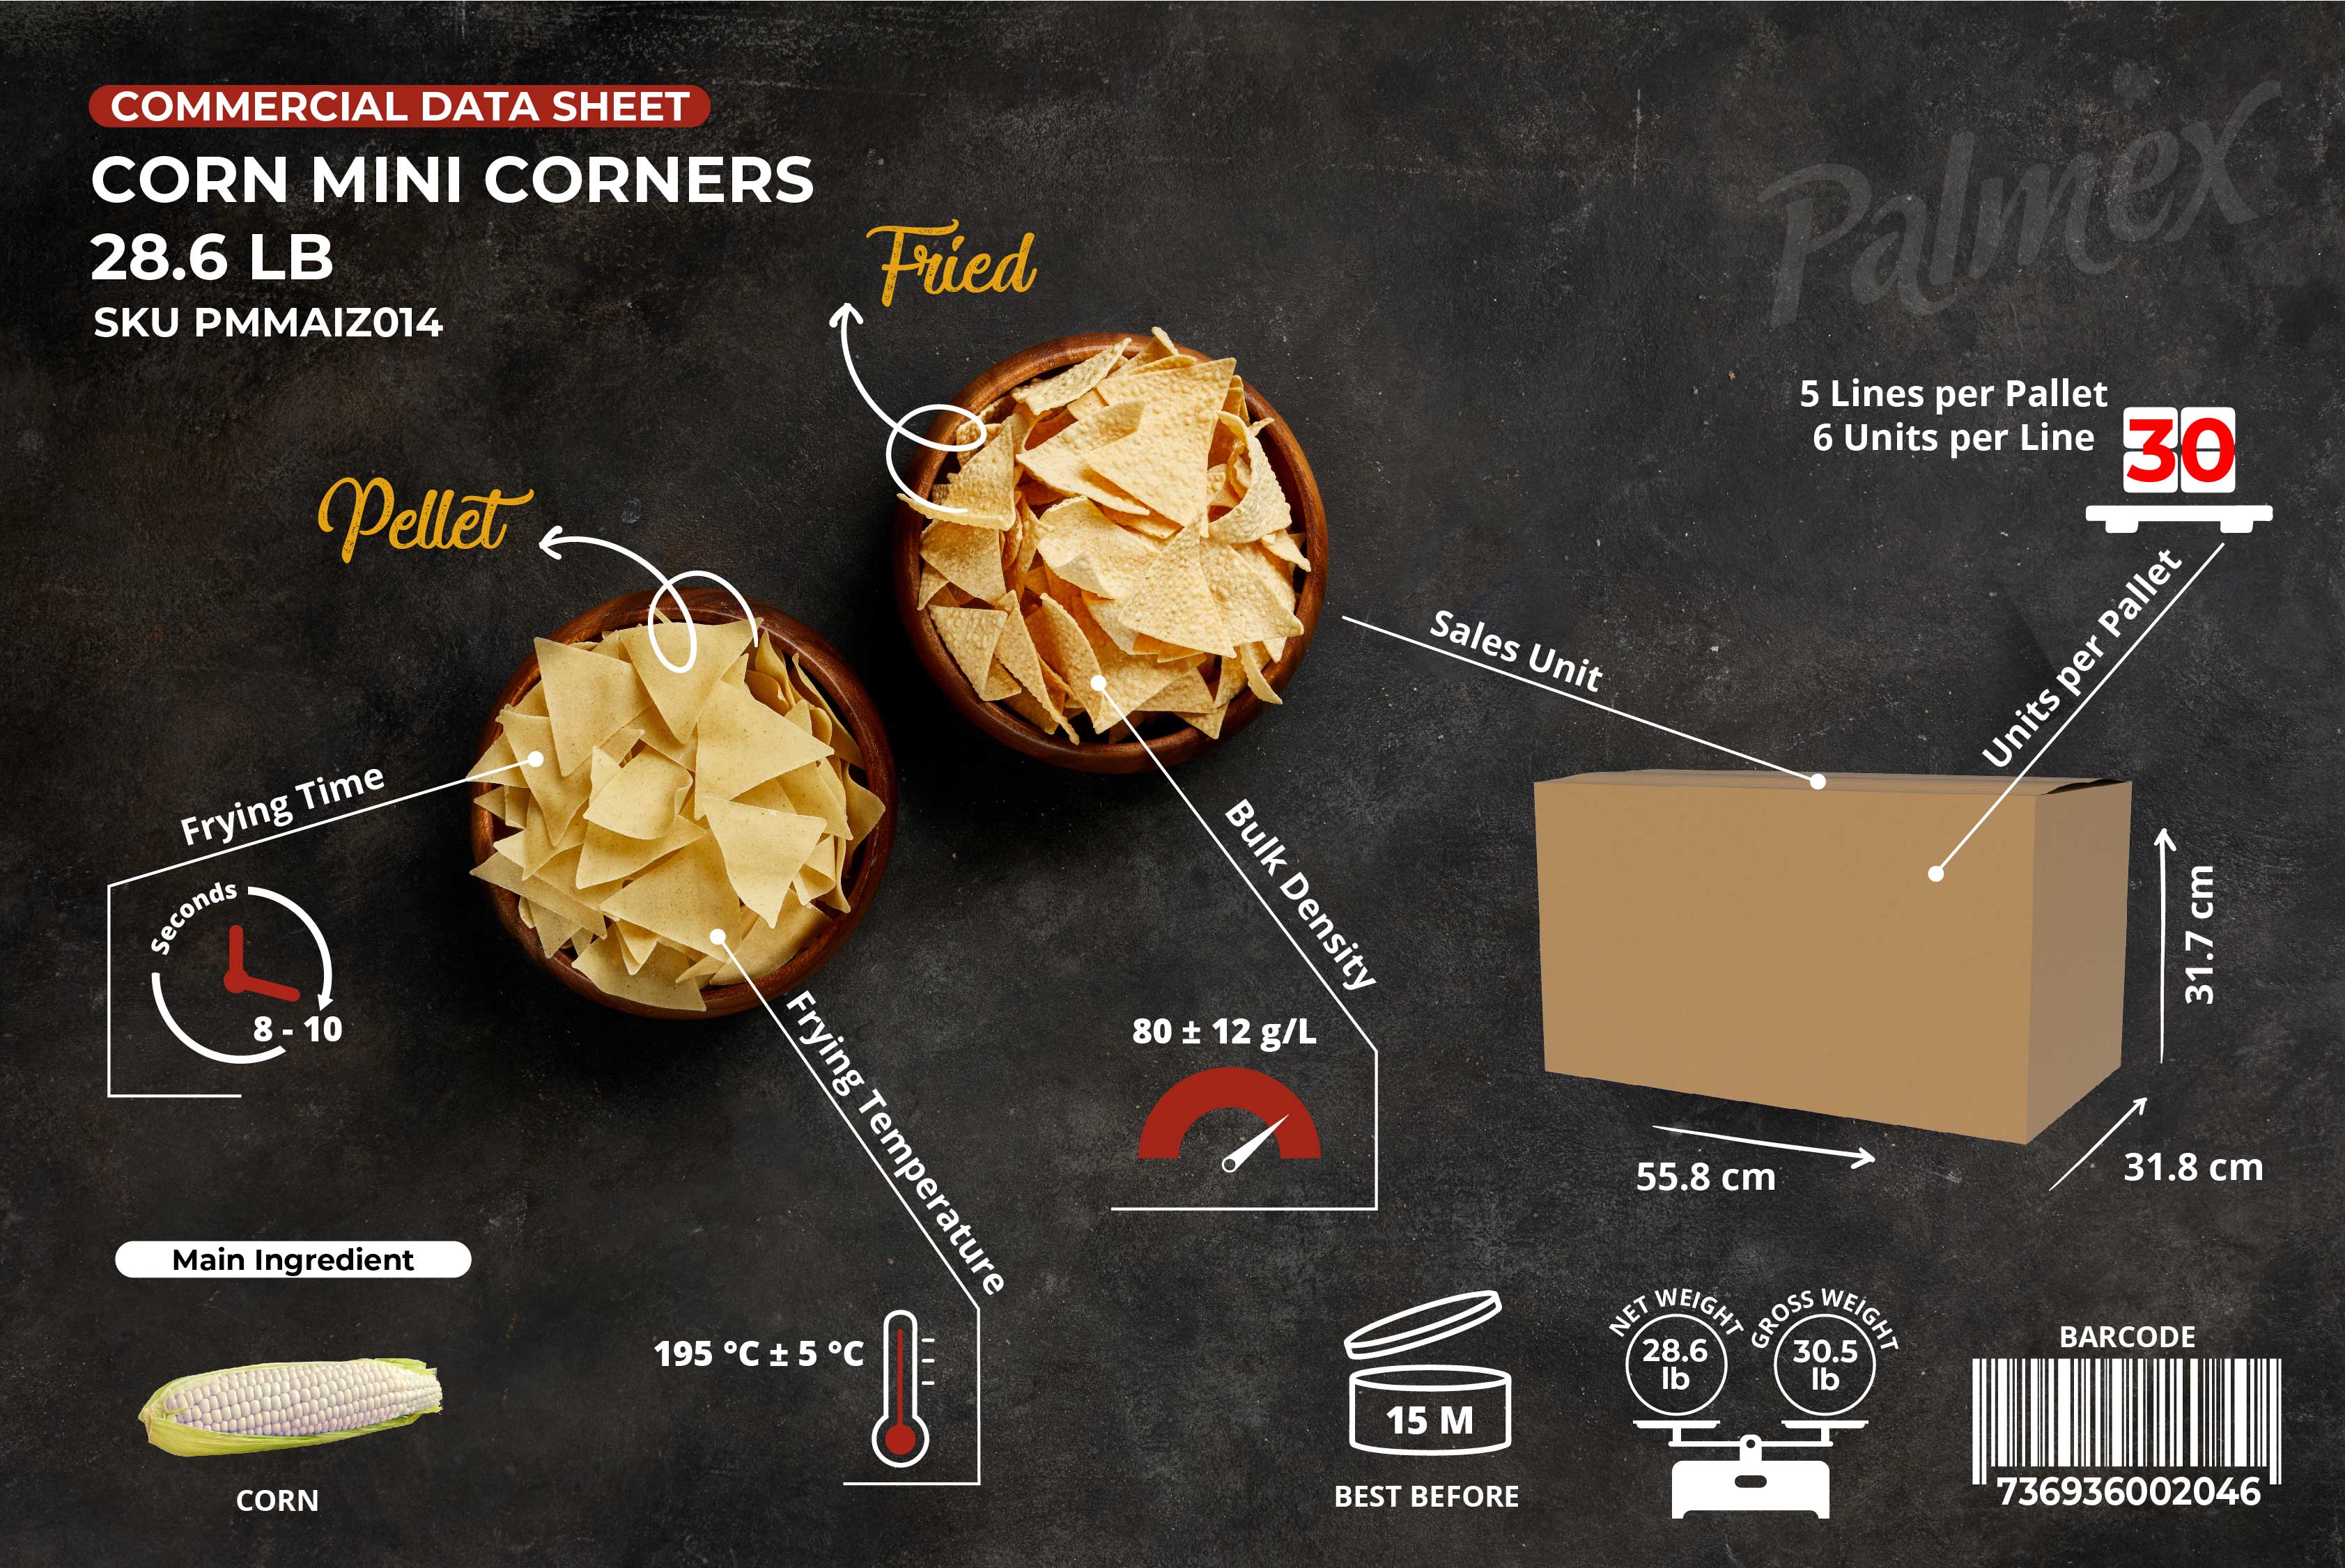 COMMERCIAL DATA SHEET
CORN MINI CORNERS
28.6 LB
SKU PMMAIZ014
Palmex
Fried
Pellet
5 Lines per Pallet
6 Units per Line
30
Units per Pallet
Sales Unit
Frying Time
Seconds
8 - 10
Bulk Density
80 ± 12 g/L
Frying Temperature
195 °C ± 5 °C
31.7 cm
55.8 cm
31.8 cm
Main Ingredient
CORN
15 M
BEST BEFORE
NET WEIGHT
28.6
lb
GROSS WEIGHT
30.5
lb
BARCODE
736936002046